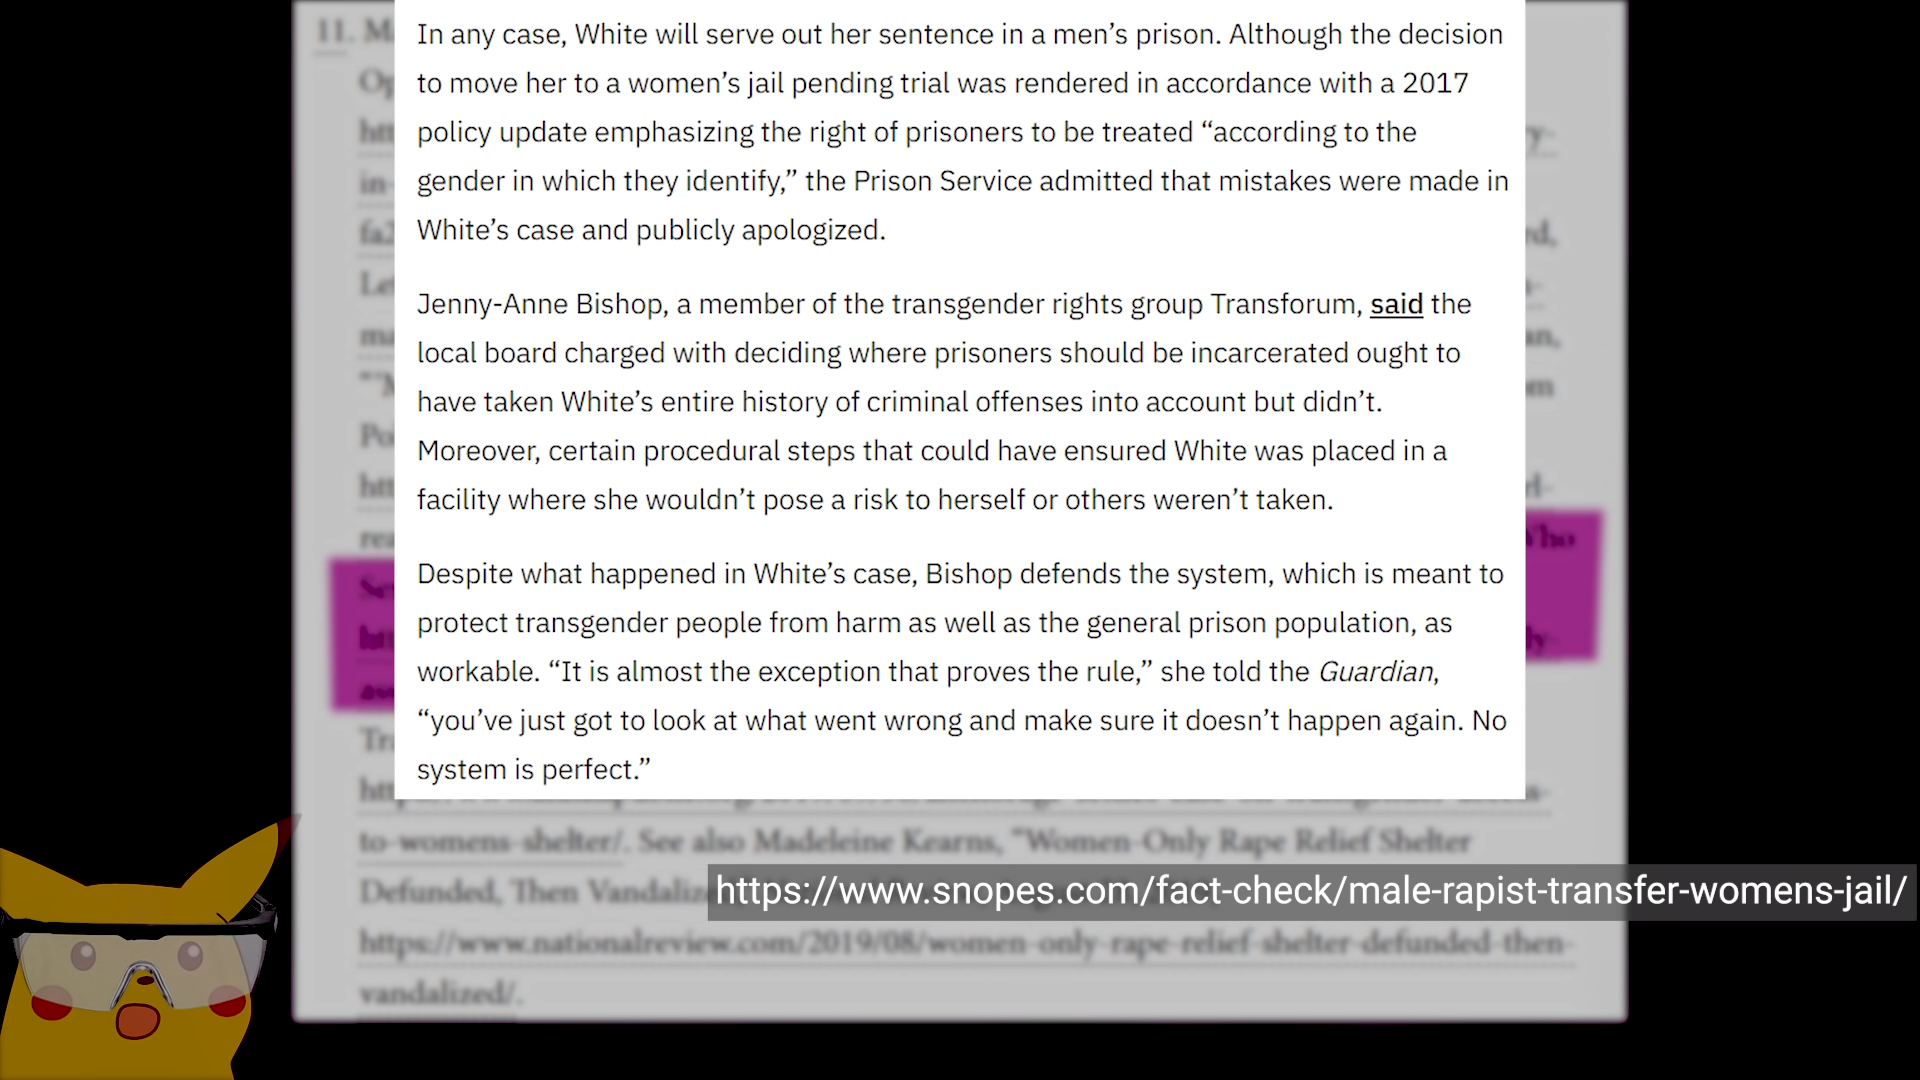 11. M
In any case, White will serve out her sentence in a men’s prison. Although the decision
to move her to a women’s jail pending trial was rendered in accordance with a 2017
policy update emphasizing the right of prisoners to be treated “according to the
gender in which they identify,” the Prison Service admitted that mistakes were made in
White’s case and publicly apologized.
Jenny-Anne Bishop, a member of the transgender rights group Transforum, said the
local board charged with deciding where prisoners should be incarcerated ought to
have taken White’s entire history of criminal offenses into account but didn’t.
Moreover, certain procedural steps that could have ensured White was placed in a
facility where she wouldn’t pose a risk to herself or others weren’t taken.
Despite what happened in White’s case, Bishop defends the system, which is meant to
protect transgender people from harm as well as the general prison population, as
workable. “It is almost the exception that proves the rule,” she told the Guardian,
“you’ve just got to look at what went wrong and make sure it doesn’t happen again. No
system is perfect.”
to-womens-shelter/. See also Madeleine Kearns, “Women-Only Rape Relief Shelter
Defunded, Then Vandalize
https://www.snopes.com/fact-check/male-rapist-transfer-womens-jail/
https://www.nationalreview.com/2019/08/women-only-rape-relief-shelter-defunded-then-
vandalized/.